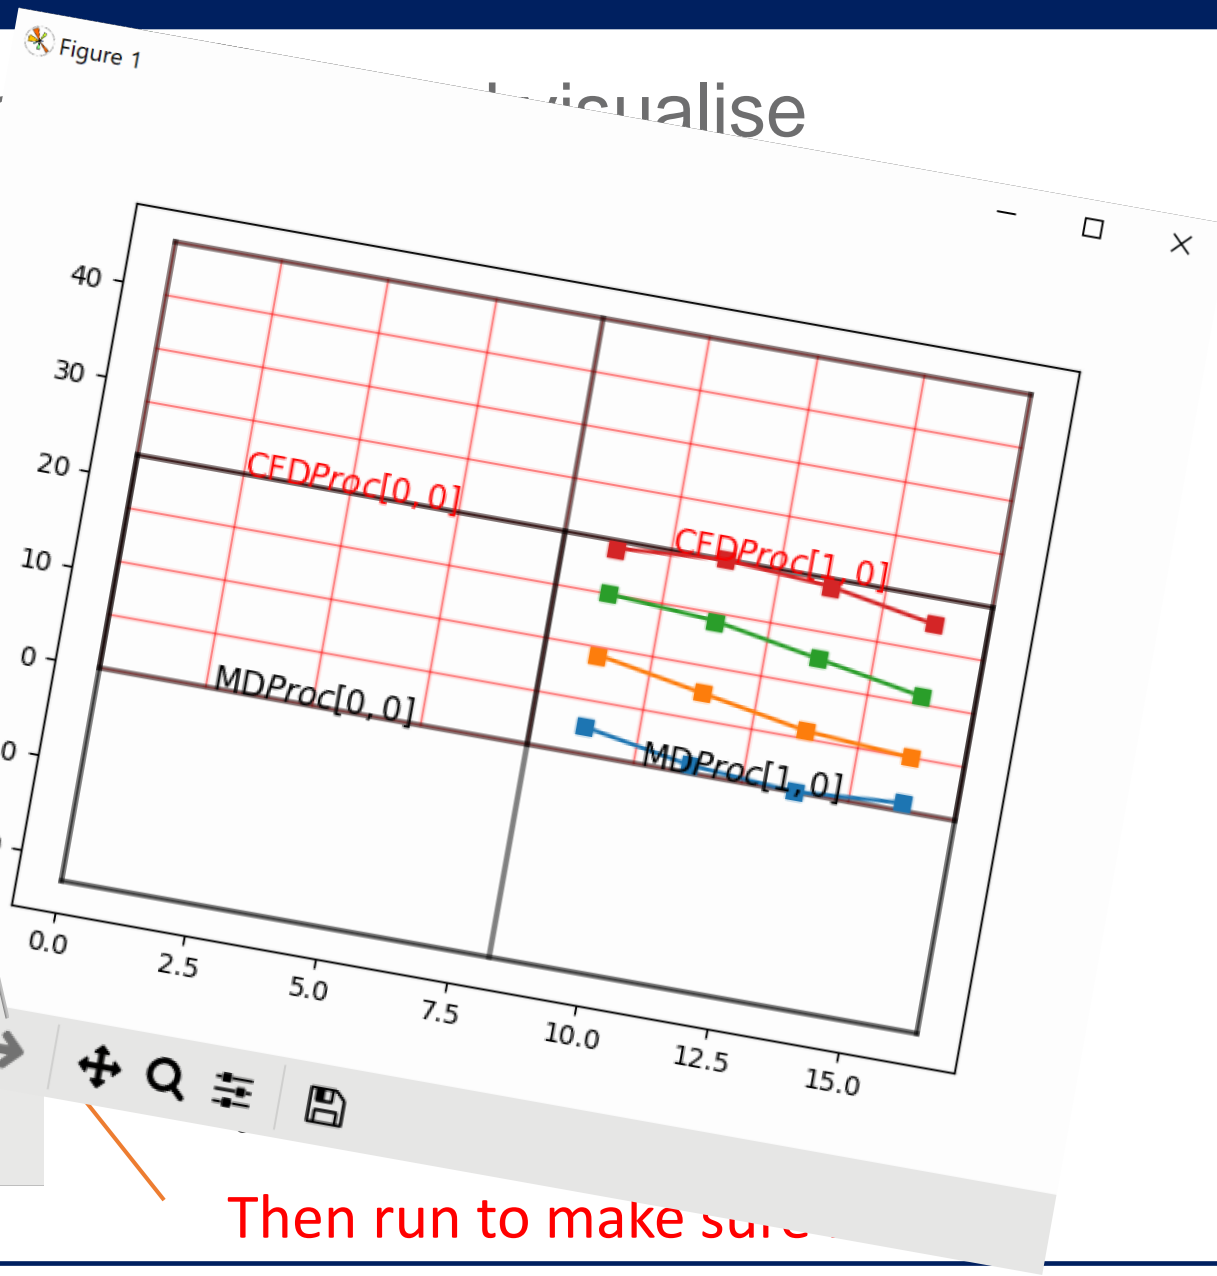 Figure 1
visualise
40
30
20
10
0
0
CFDProc[0, 0]
CFDProc[1, 0]
MDProc[0, 0]
MDProc[1, 0]
0.0
2.5
5.0
7.5
10.0
12.5
15.0
Then run to make sure